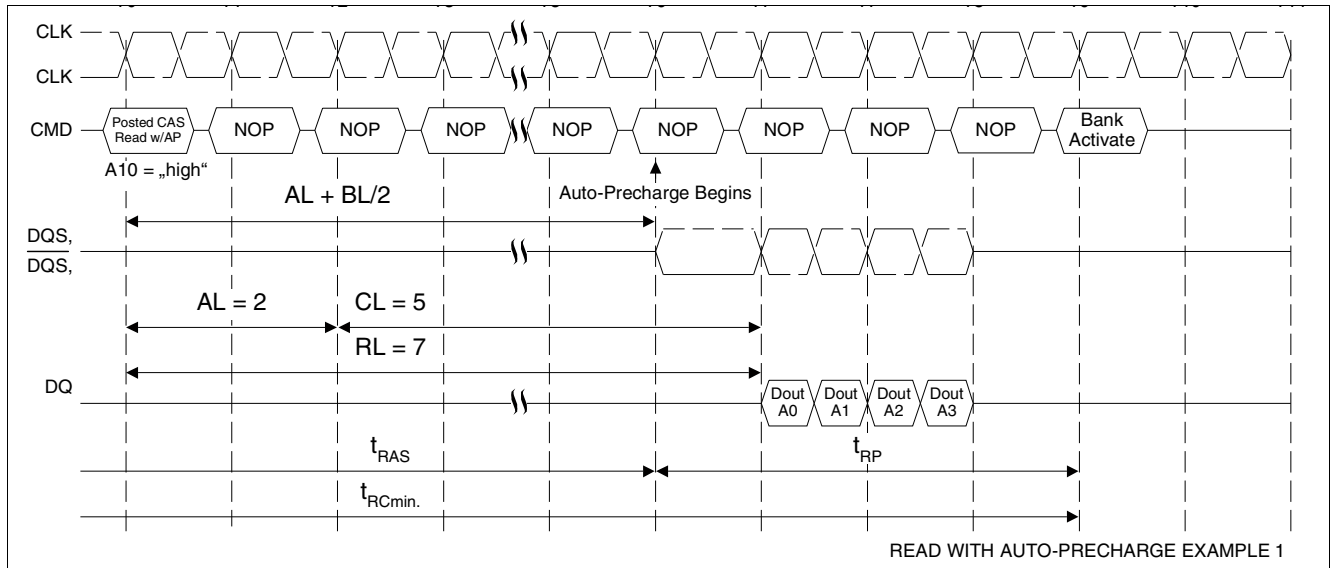 CLK
CLK
CMD
Posted CAS
Read w/AP
NOP
NOP
NOP
NOP
NOP
NOP
NOP
NOP
Bank
Activate
A10 = „high“
Auto-Precharge Begins
AL + BL/2
DQS,
DQS,
AL = 2
CL = 5
RL = 7
DQ
Dout
A0
Dout
A1
Dout
A2
Dout
A3
tRAS
tRP
tRCmin.
READ WITH AUTO-PRECHARGE EXAMPLE 1